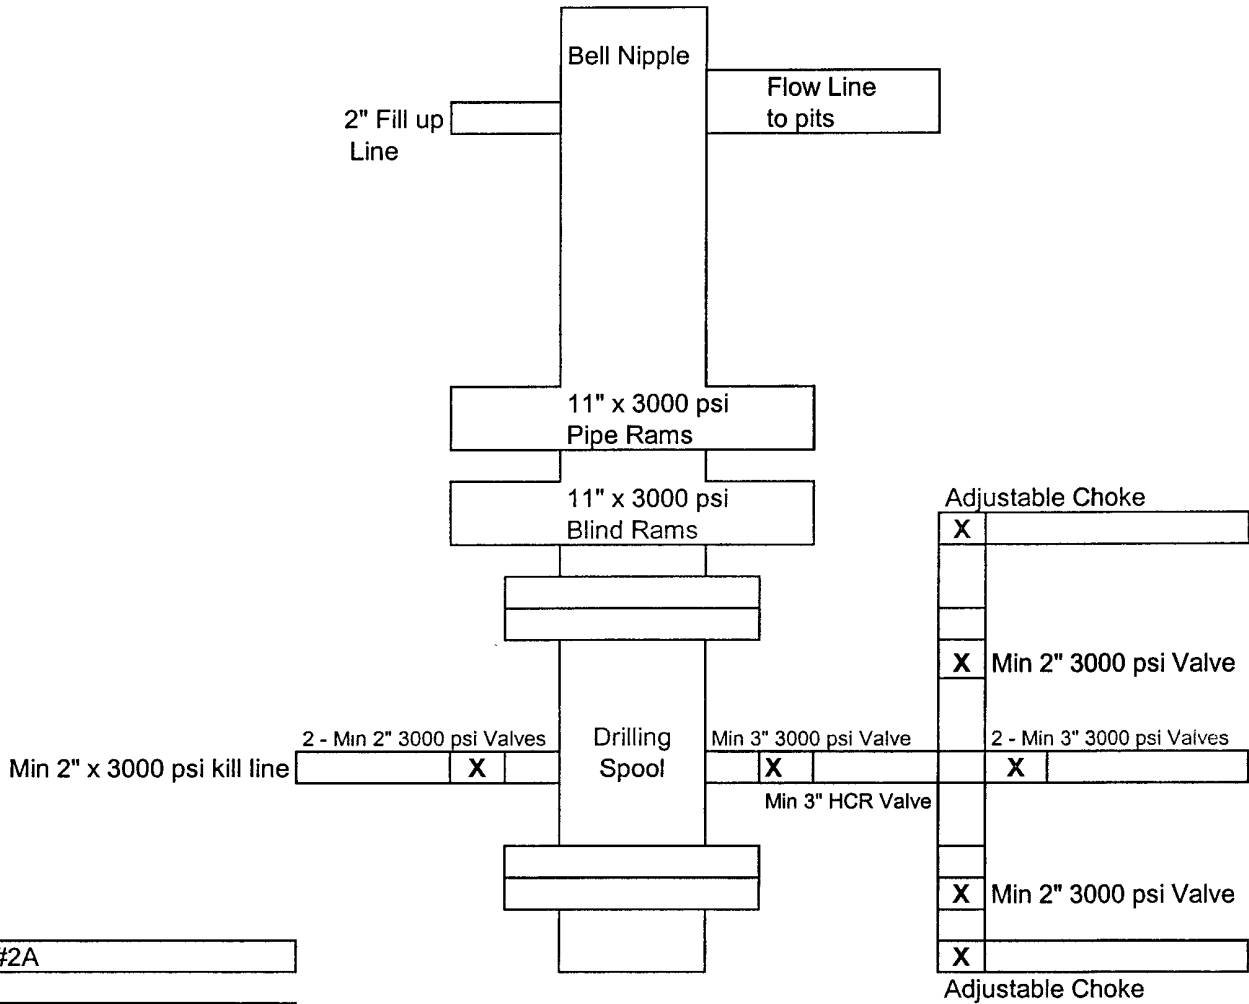 Bell Nipple
Flow Line
to pits
2" Fill up
Line
11" x 3000 psi
Pipe Rams
11" x 3000 psi
Blind Rams
Adjustable Choke
X
X Min 2" 3000 psi Valve
2 - Min 2" 3000 psi Valves
Drilling
Spool
Min 3" 3000 psi Valve
2 - Min 3" 3000 psi Valves
Min 2" x 3000 psi kill line
X
X
X
Min 3" HCR Valve
X Min 2" 3000 psi Valve
#2A
X
Adjustable Choke